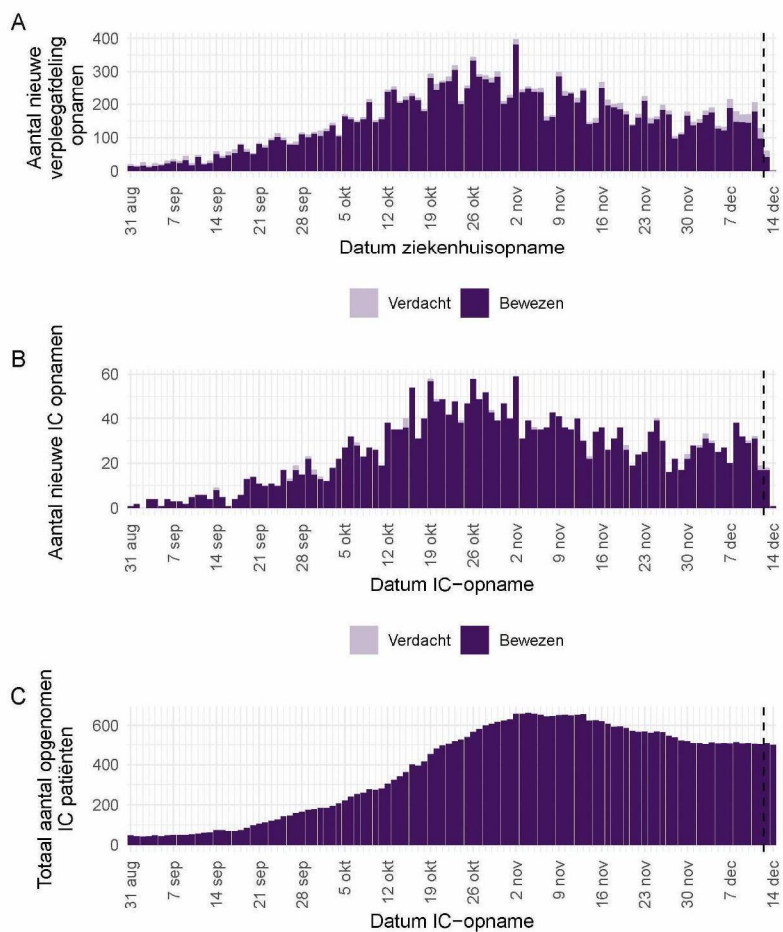 A
Aantal nieuwe
verpleegafdeling
opnamen
400
300
200
100
0
31 aug
7 sep
14 sep
21 sep
28 sep
5 okt
12 okt
19 okt
26 okt
2 nov
9 nov
16 nov
23 nov
30 nov
7 dec
14 dec
Datum ziekenhuisopname
Verdacht
Bewezen
B
Aantal nieuwe IC opnamen
60
40
20
0
31 aug
7 sep
14 sep
21 sep
28 sep
5 okt
12 okt
19 okt
26 okt
2 nov
9 nov
16 nov
23 nov
30 nov
7 dec
14 dec
Datum IC-opname
Verdacht
Bewezen
C
Totaal aantal opgenomen
IC patiënten
600
400
200
0
31 aug
7 sep
14 sep
21 sep
28 sep
5 okt
12 okt
19 okt
26 okt
2 nov
9 nov
16 nov
23 nov
30 nov
7 dec
14 dec
Datum IC-opname